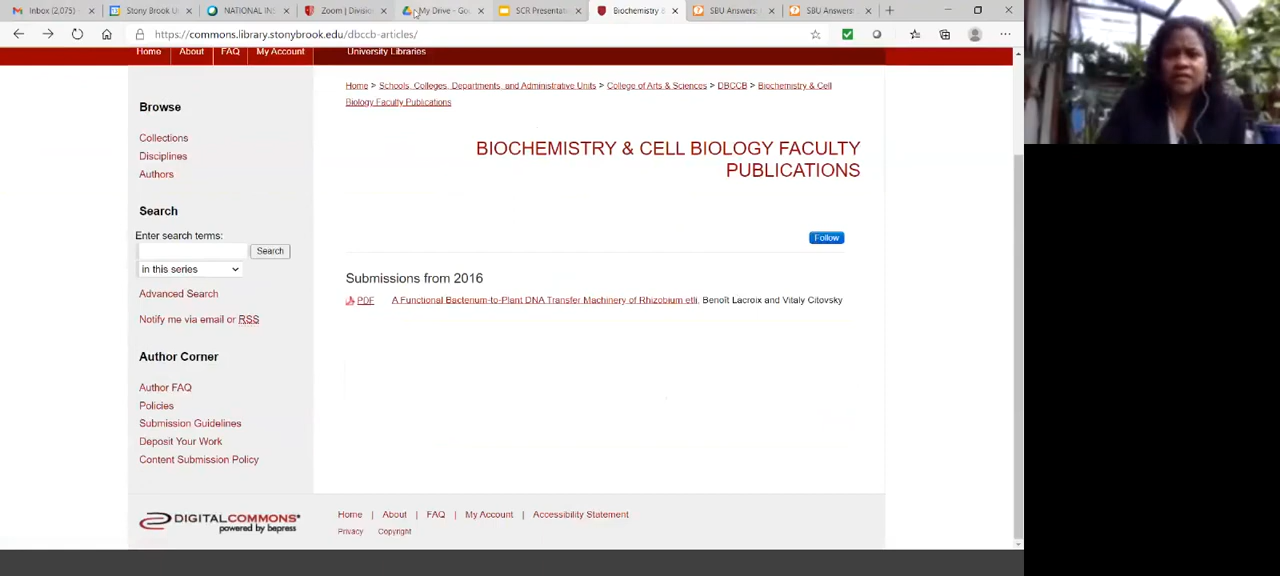 Inbox (2,075)
Stony Brook U
NATIONAL IN
Zoom | Division
My Drive - Goo
SCR Presentati
Biochemistry &
SBU Answers:
SBU Answers:
https://commons.library.stonybrook.edu/dbccb-articles/
Home | About | FAQ | My Account
University Libraries
Home > Schools, Colleges, Departments, and Administrative Units > College of Arts & Sciences > DBCCB > Biochemistry & Cell
Biology Faculty Publications
Browse
Collections
Disciplines
Authors
Search
Enter search terms:
Search
in this series
Advanced Search
Notify me via email or RSS
Author Corner
Author FAQ
Policies
Submission Guidelines
Deposit Your Work
Content Submission Policy
BIOCHEMISTRY & CELL BIOLOGY FACULTY
PUBLICATIONS
Follow
Submissions from 2016
PDF A Functional Bacterium-to-Plant DNA Transfer Machinery of Rhizobium etli, Benoît Lacroix and Vitaly Citovsky
DIGITALCOMMONS®
powered by bepress
Home | About | FAQ | My Account | Accessibility Statement
Privacy Copyright